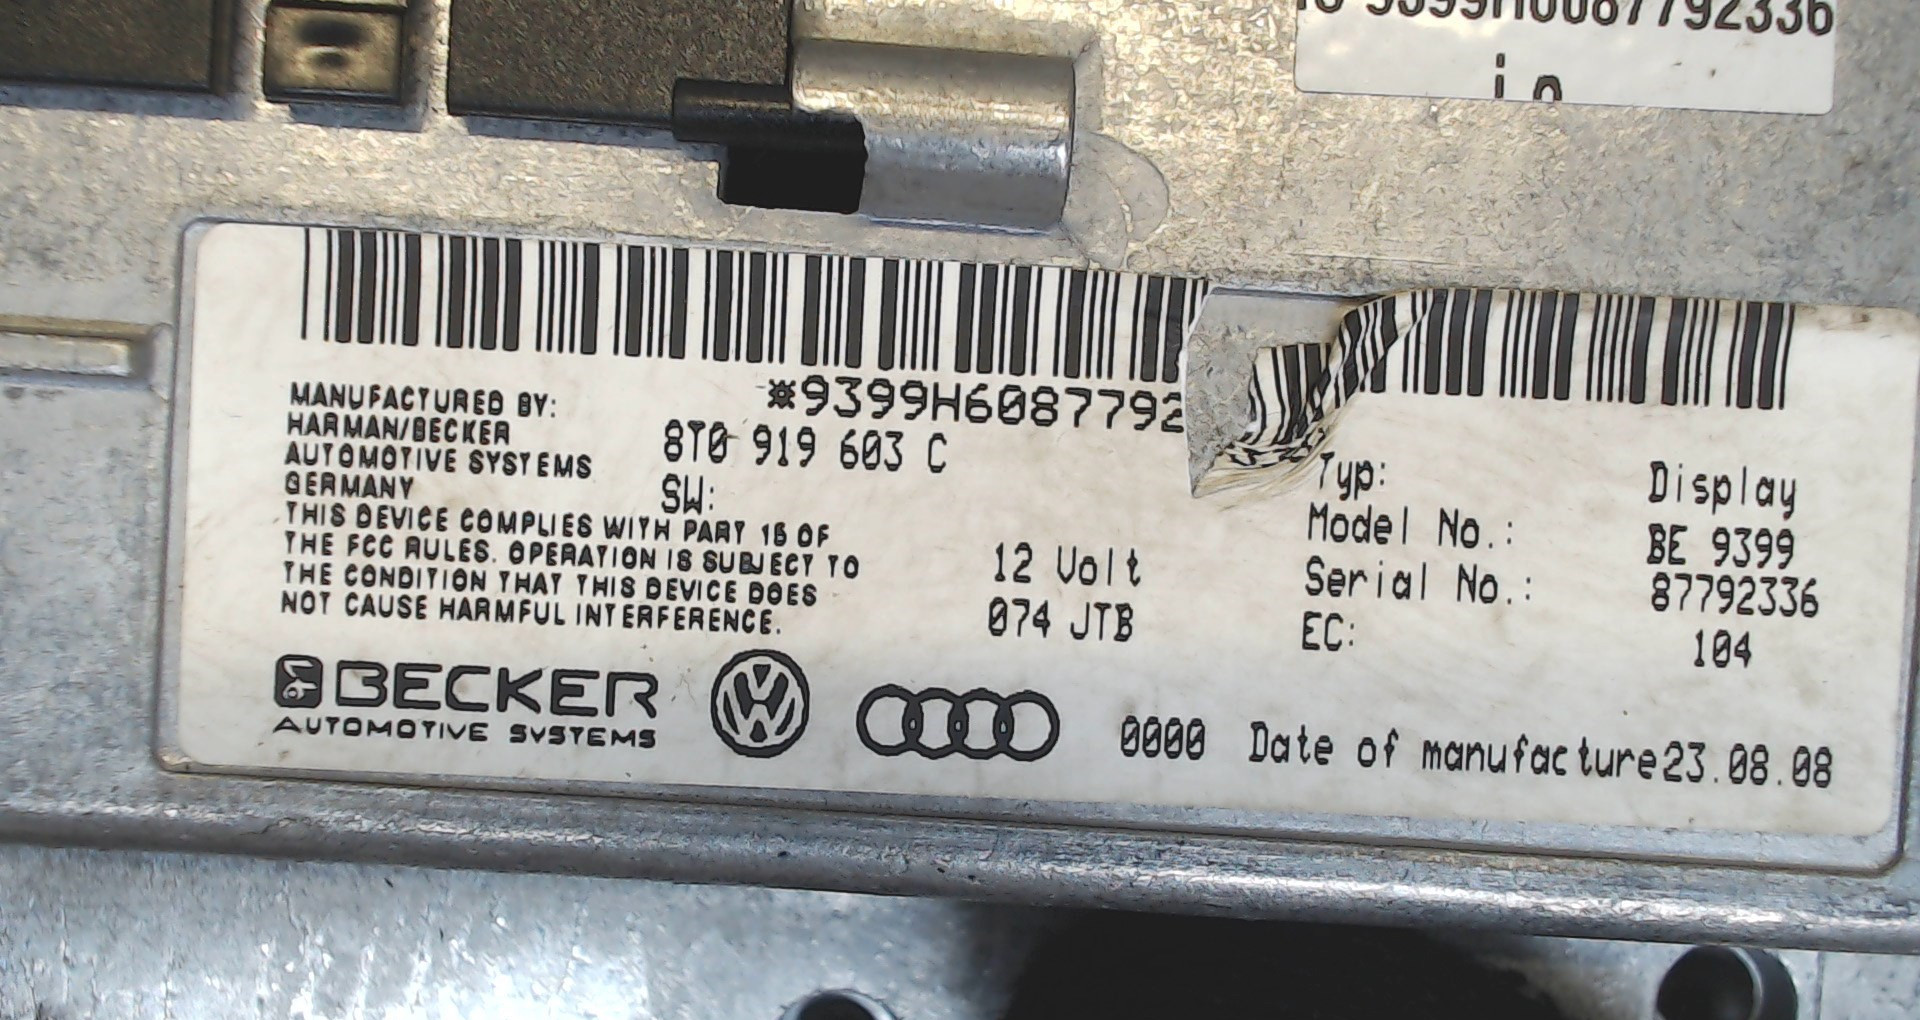 9399H6087792336
i.o
*9399H6087792
MANUFACTURED BY:
HARMAN/BECKER
AUTOMOTIVE SYSTEMS
GERMANY
8T0 919 603 C
SW:
THIS DEVICE COMPLIES WITH PART 15 OF
THE FCC RULES. OPERATION IS SUBJECT TO
THE CONDITION THAT THIS DEVICE DOES
NOT CAUSE HARMFUL INTERFERENCE.
12 Volt
074 JTB
Typ: Display
Model No.: BE 9399
Serial No.: 87792336
EC: 104
BECKER
AUTOMOTIVE SYSTEMS
0000 Date of manufacture23.08.08